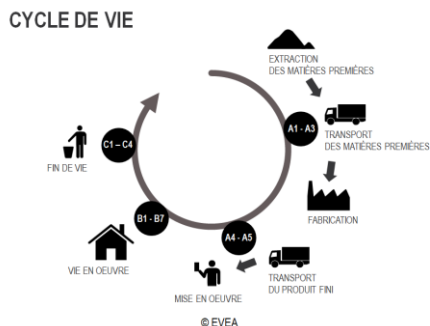 CYCLE DE VIE
EXTRACTION
DES MATIÈRES PREMIÈRES
A1 - A3
TRANSPORT
DES MATIÈRES PREMIÈRES
FABRICATION
A4 - A5
TRANSPORT
DU PRODUIT FINI
MISE EN OEUVRE
B1 - B7
VIE EN OEUVRE
C1 – C4
FIN DE VIE
© EVEA